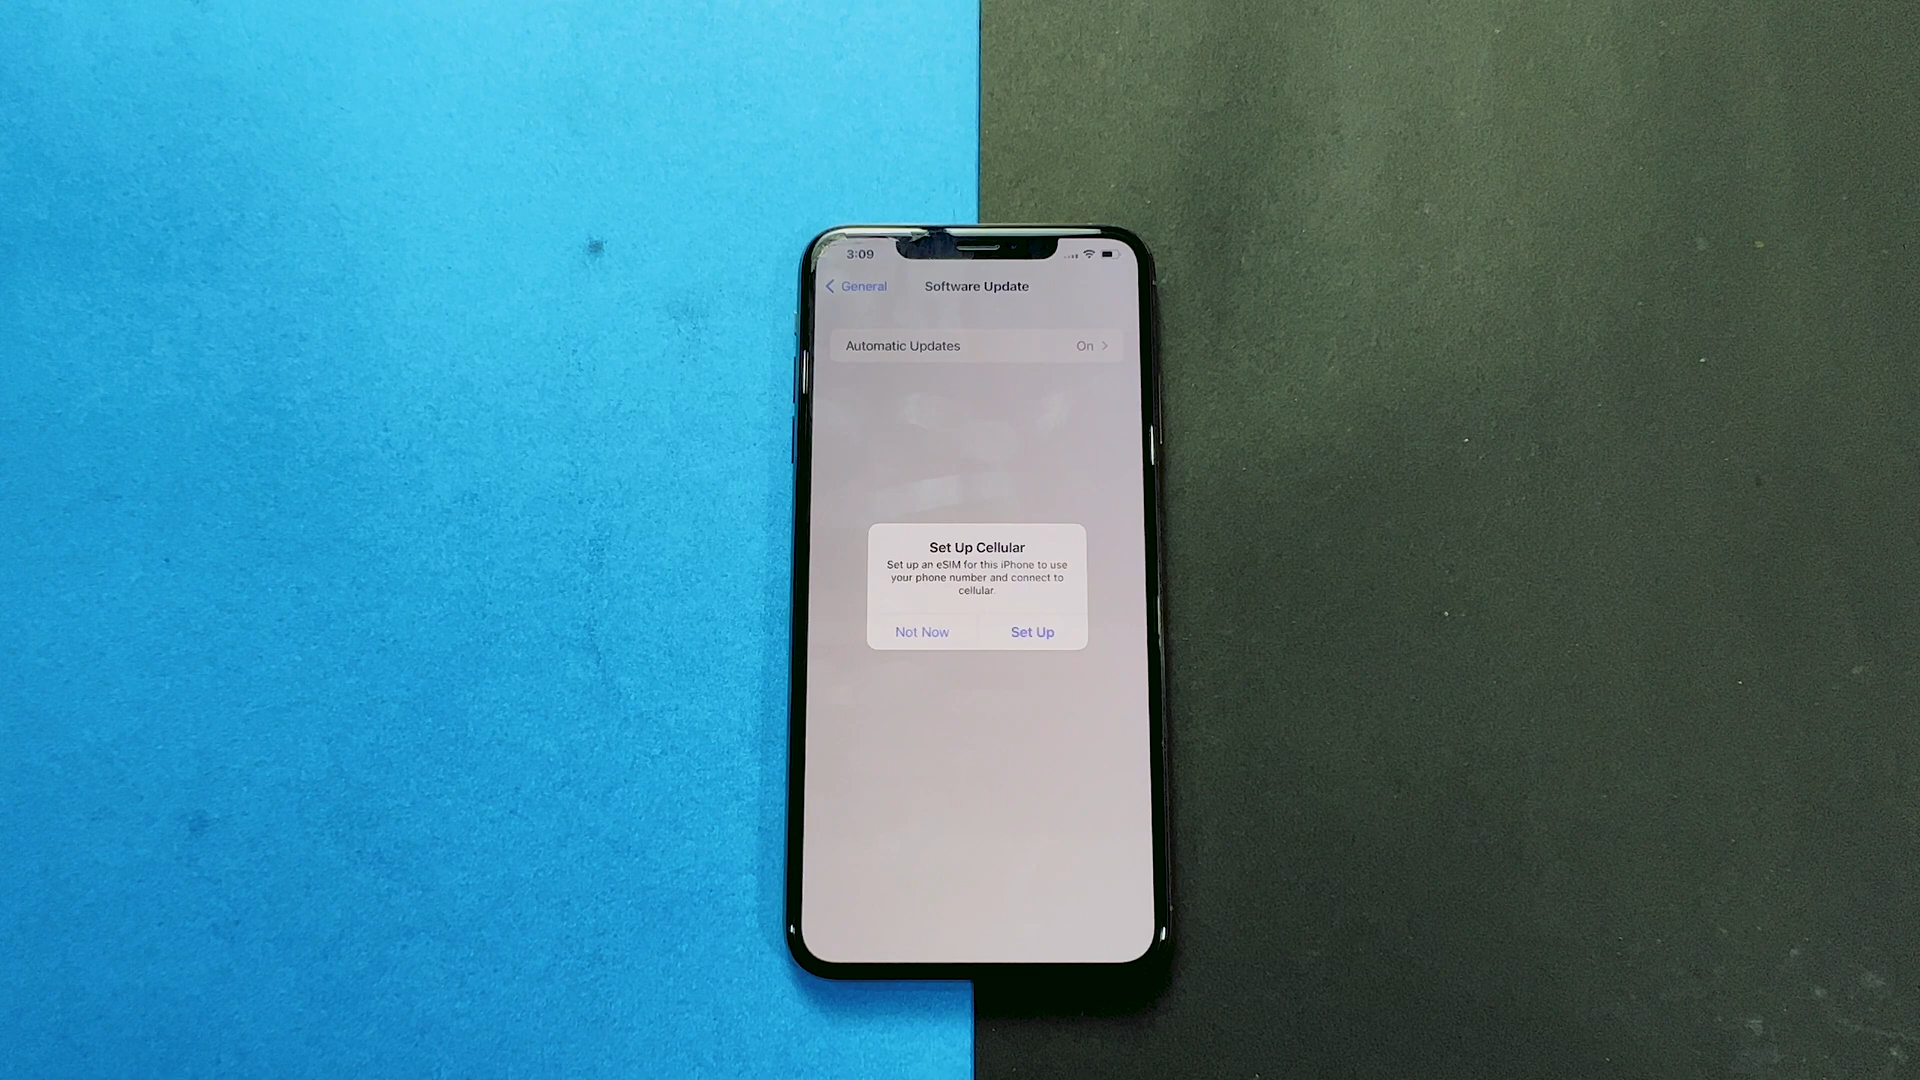 3:09
General
Software Update
Automatic Updates
On
Set Up Cellular
Set up an eSIM for this iPhone to use
your phone number and connect to
cellular.
Not Now
Set Up